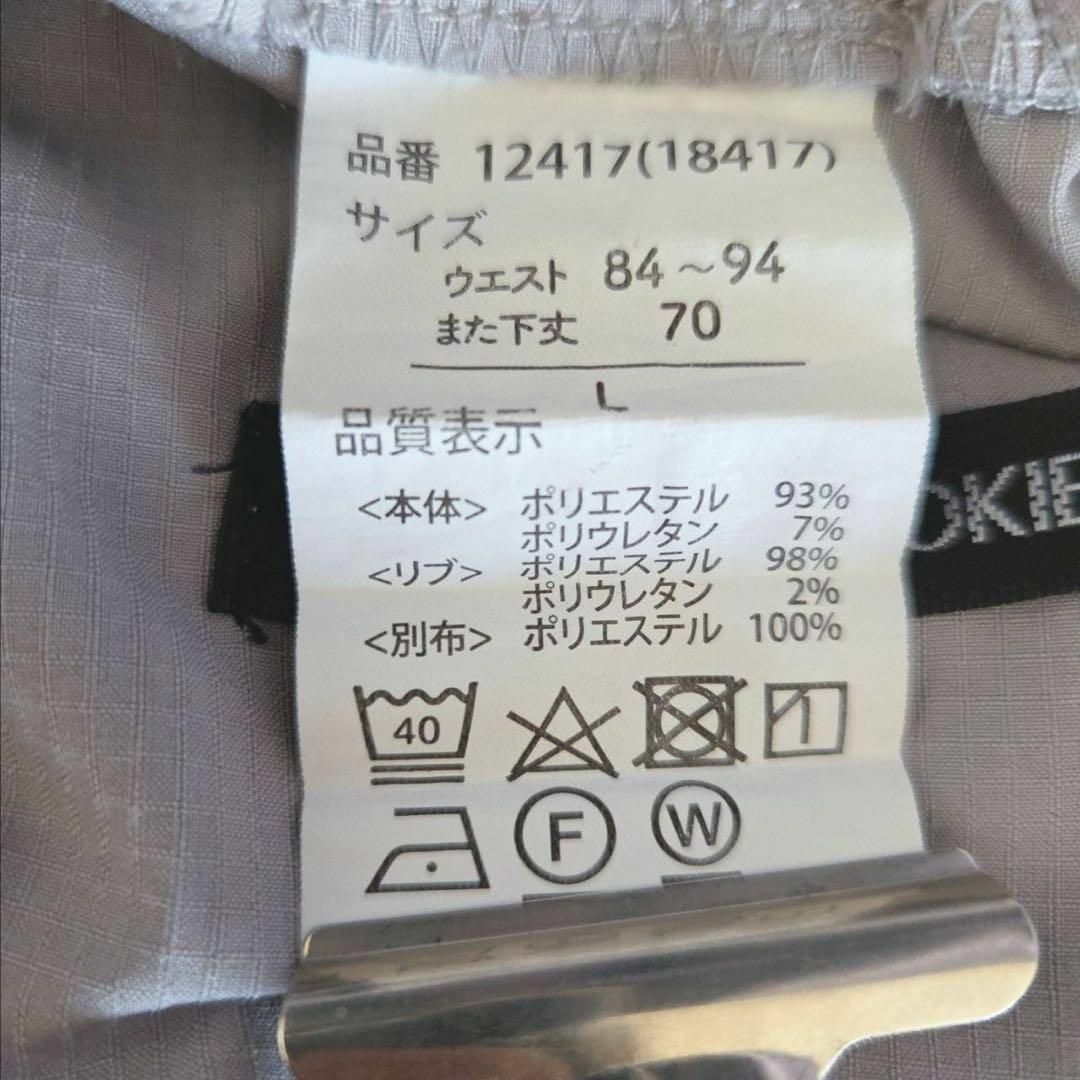 品番 12417(18417)
サイズ
ウエスト 84～94
また下丈 70
L
品質表示
<本体> ポリエステル 93%
ポリウレタン 7%
<リブ> ポリエステル 98%
ポリウレタン 2%
<別布> ポリエステル 100%
40
F
W